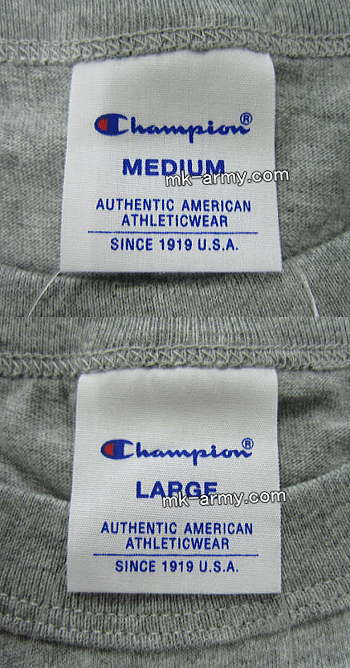 Champion®
MEDIUM
mk-army.com
AUTHENTIC AMERICAN
ATHLETICWEAR
SINCE 1919 U.S.A.
Champion®
LARGE
mk-army.com
AUTHENTIC AMERICAN
ATHLETICWEAR
SINCE 1919 U.S.A.